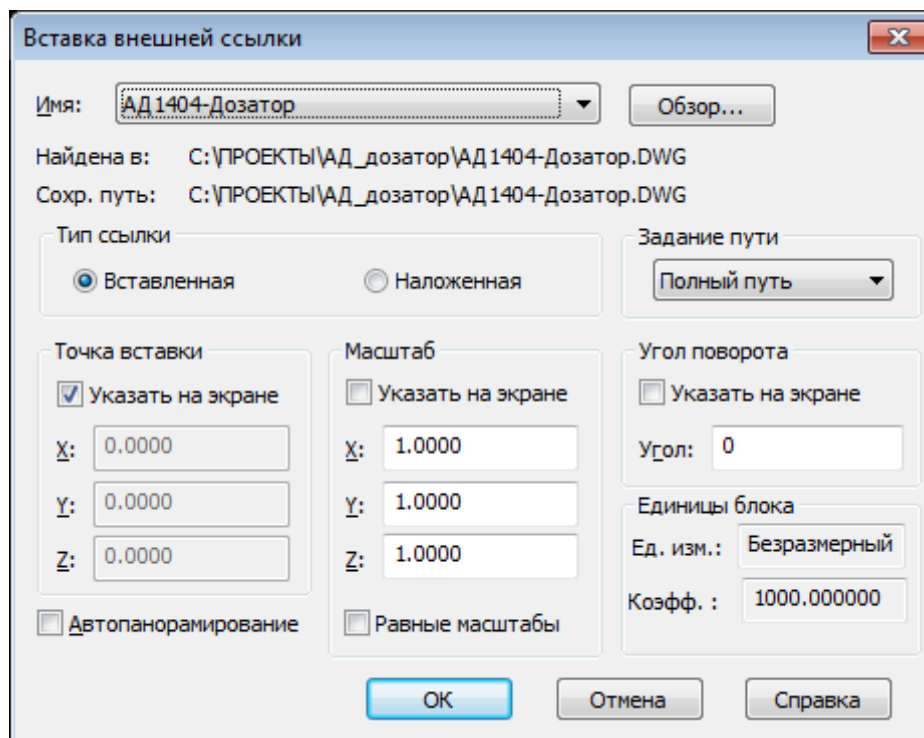 Вставка внешней ссылки
Имя: АД1404-Дозатор Обзор...
Найдена в: C:\ПРОЕКТЫ\АД_дозатор\АД1404-Дозатор.DWG
Сохр. путь: C:\ПРОЕКТЫ\АД_дозатор\АД1404-Дозатор.DWG
Тип ссылки Задание пути
Вставленная Наложенная Полный путь
Точка вставки Масштаб Угол поворота
Указать на экране Указать на экране Указать на экране
X: 0.0000 X: 1.0000 Угол: 0
Y: 0.0000 Y: 1.0000 Единицы блока
Z: 0.0000 Z: 1.0000 Ед. изм.: Безразмерный
Коэфф. : 1000.000000
Автопанорамирование Равные масштабы
OK Отмена Справка